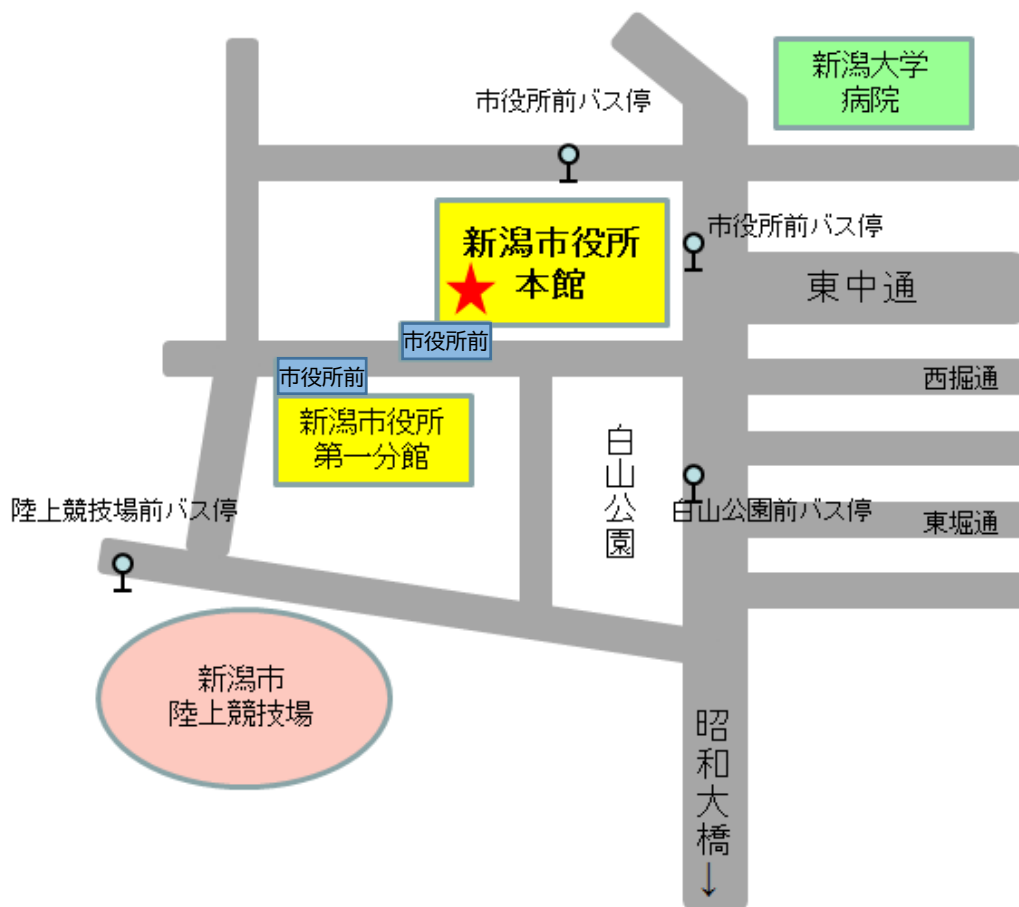 新潟大学
病院
市役所前バス停
市役所前バス停
新潟市役所
本館
東中通
市役所前
市役所前
西掘通
新潟市役所
第一分館
白山公園
陸上競技場前バス停
白山公園前バス停
東堀通
新潟市
陸上競技場
昭和大橋
↓